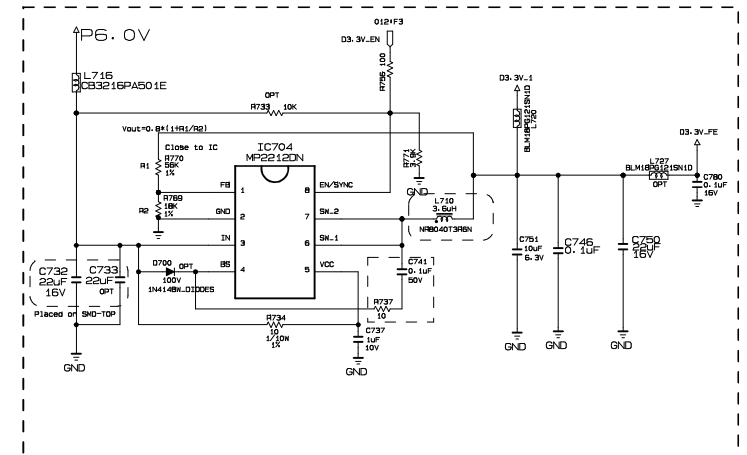 P6.0V
L716
CB3216PA501E
012:F3
D3.3V_EN
R756 100
OPT
R733 10K
Vout=0.8*(1+R1/R2)
Close to IC
IC704
MP2212DN
R1
R770
56K
1%
R2
R769
18K
1%
FB
1
GND
2
IN
3
BS
4
8
EN/SYNC
7
SW_2
6
SW_1
5
VCC
R771
GND
L710
3.6uH
NR8040T3R6N
D3.3V_1
BLM18PG121SN1D
L720
D3.3V_FE
L727
BLM18PG121SN1D
OPT
C780
0.1uF
16V
GND
C732
22uF
16V
C733
22uF
OPT
Placed on SMD-TOP
D700
OPT
100V
1N4148W_DIODES
C741
0.1uF
50V
R737
10
R734
10
1/10W
1%
C737
1uF
10V
GND
GND
C751
10uF
6.3V
GND
C746
0.1uF
GND
C750
22uF
16V
GND